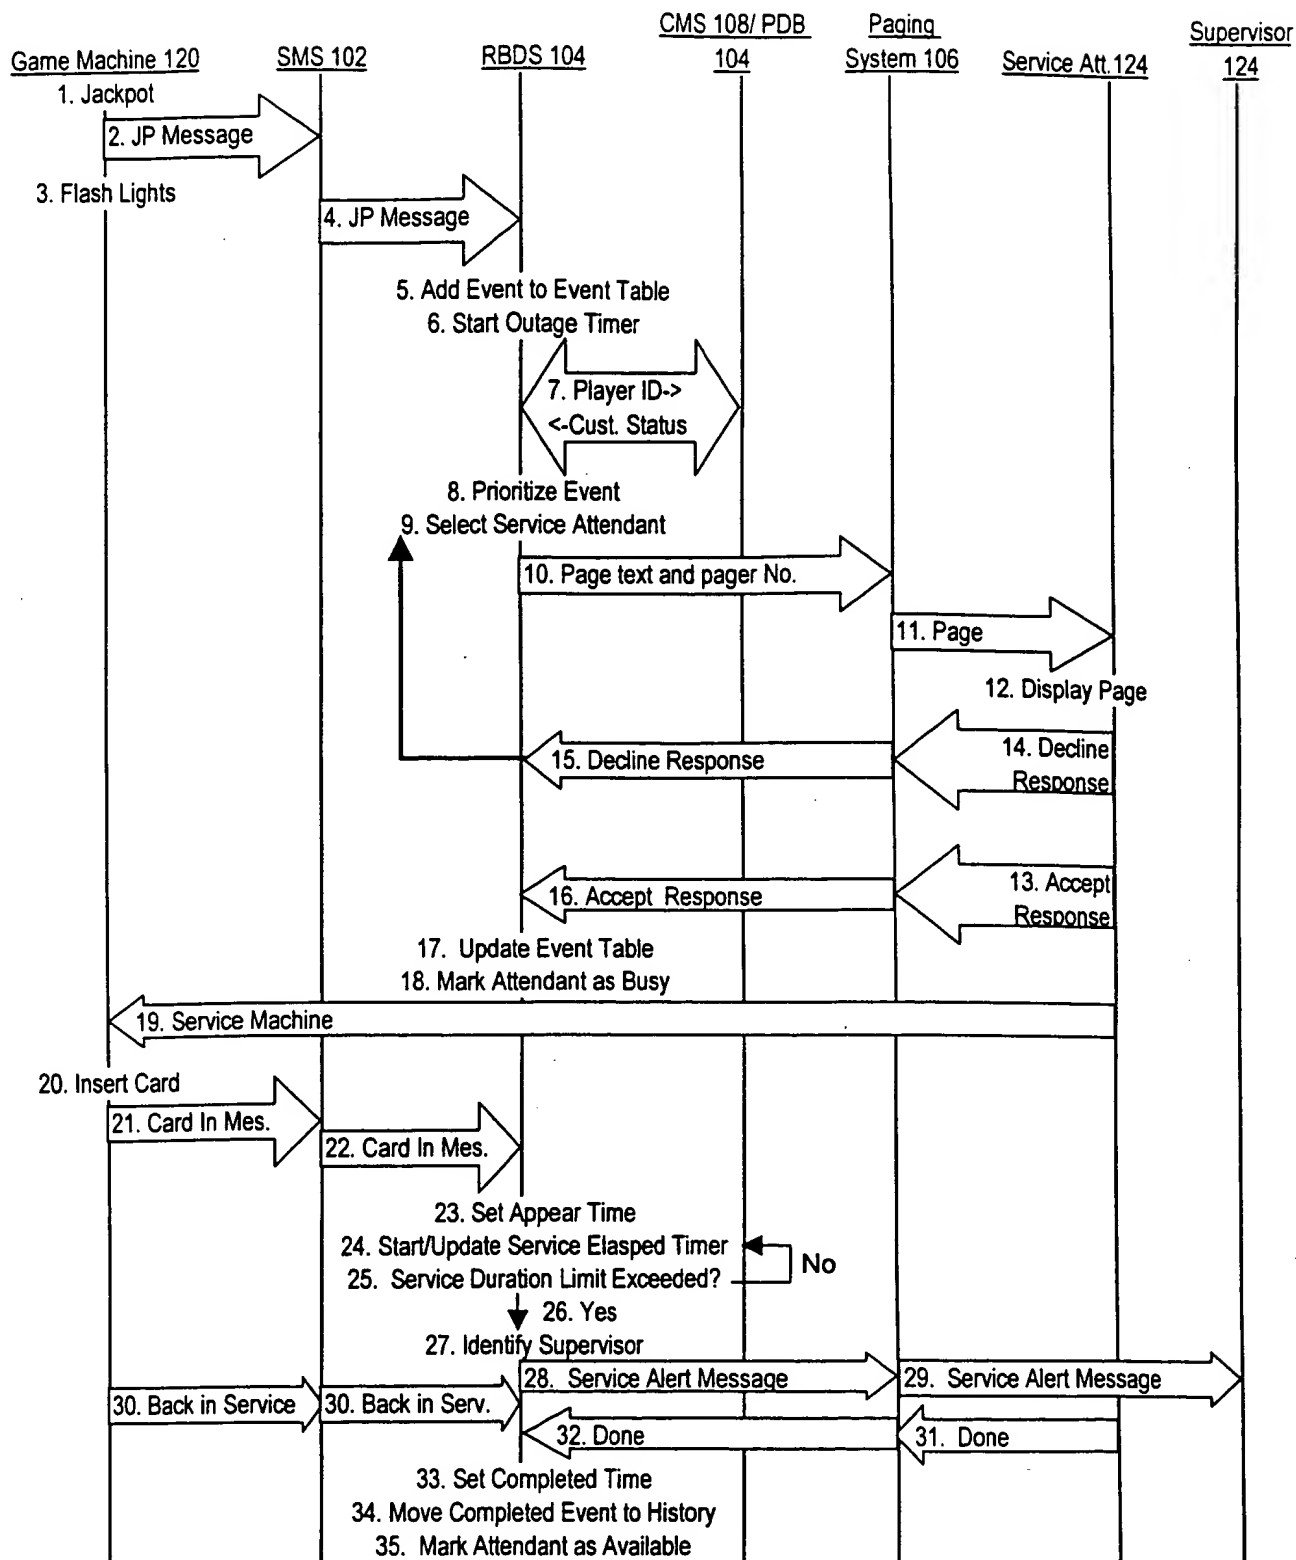 Game Machine 120
SMS 102
RBDS 104
CMS 108/ PDB
104
Paging
System 106
Service Att.124
Supervisor
124
1. Jackpot
2. JP Message
3. Flash Lights
4. JP Message
5. Add Event to Event Table
6. Start Outage Timer
7. Player ID->
<-Cust. Status
8. Prioritize Event
9. Select Service Attendant
10. Page text and pager No.
11. Page
12. Display Page
14. Decline
Response
15. Decline Response
13. Accept
Response
16. Accept Response
17. Update Event Table
18. Mark Attendant as Busy
19. Service Machine
20. Insert Card
21. Card In Mes.
22. Card In Mes.
23. Set Appear Time
24. Start/Update Service Elasped Timer
25. Service Duration Limit Exceeded?
No
26. Yes
27. Identify Supervisor
28. Service Alert Message
29. Service Alert Message
30. Back in Service
30. Back in Serv.
32. Done
31. Done
33. Set Completed Time
34. Move Completed Event to History
35. Mark Attendant as Available